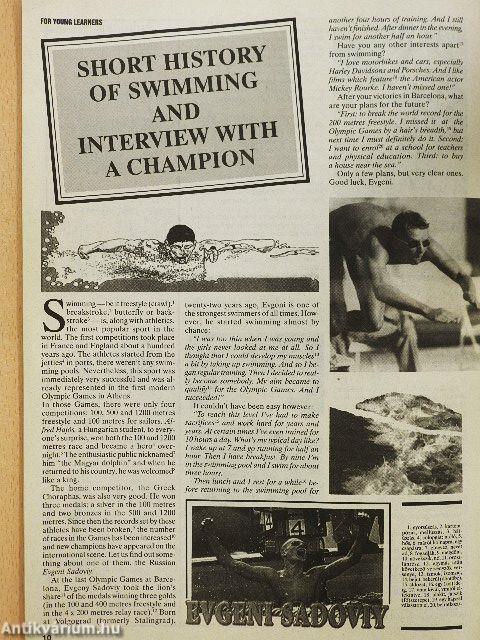 FOR YOUNG LEARNERS
SHORT HISTORY
OF SWIMMING
AND
INTERVIEW WITH
A CHAMPION
Swimming — be it freestyle (crawl),¹
breaststroke,² butterfly or back-
stroke³ — is, along with athletics,
the most popular sport in the
world. The first competitions took place
in France and England about a hundred
years ago. The athletes started from the
jetties⁴ in ports, there weren't any swim-
ming pools. Nevertheless, this sport was
immediately very successful and was al-
ready represented in the first modern
Olympic Games in Athens.
In those Games, there were only four
competitions: 100, 500 and 1200 metres
freestyle and 100 metres for sailors. Al-
fred Hajós, a Hungarian student, to every-
one's surprise, won both the 100 and 1200
metres race and became a hero over-
night. The enthusiastic public nicknamed
him "the Magyar dolphin" and when he
returned to his country, he was welcomed
like a king.
The home competitor, the Greek
Choraphas, was also very good. He won
three medals: a silver in the 100 metres
and two bronzes in the 500 and 1200
metres. Since then the records set by those
athletes have been broken, the number
of races in the Games has been increased
and new champions have appeared on the
international scene. Let us find out some-
thing about one of them, the Russian
Evgeni Sadoviy
At the last Olympic Games at Barce-
lona, Evgeny Sadoviy took the lion's
share of the medals winning three golds
(in the 100 and 400 metres freestyle and
in the 4 x 200 metres relay race). Born
at Volgograd (formerly Stalingrad),
twenty-two years ago, Evgeni is one of
the strongest swimmers of all times. How-
ever, he started swimming almost by
chance:
"I was too thin when I was young and
the girls never looked at me at all. So I
thought that I could develop my muscles
a bit by taking up swimming. And so I be-
gan regular training. Then I decided to real-
ly become somebody. My aim became to
qualify for the Olympic Games. And I
succeeded!"
It couldn't have been easy however:
"To reach this level I've had to make
sacrifices and work hard for years and
years. At certain times I've even trained for
10 hours a day. What's my typical day like?
I wake up at 7 and go running for half an
hour. Then I have breakfast. By nine I'm
in the swimming pool and I swim for about
three hours.
Then lunch and I rest for a while be-
fore returning to the swimming pool for
another four hours of training. And I still
haven't finished. After dinner in the evening,
I swim for another half an hour."
Have you any other interests apart
from swimming?
"I love motorbikes and cars, especially
Harley Davidsons and Porsches. And I like
films which feature the American actor
Mickey Rourke. I haven't missed one!"
After your victories in Barcelona, what
are your plans for the future?
"First: to break the world record for the
200 metres freestyle. I missed it at the
Olympic Games by a hair's breadth, but
next time I must definitely do it. Second:
I want to enrol at a school for teachers
and physical education. Third: to buy
a house near the sea."
Only a few plans, but very clear ones.
Good luck, Evgeni.
4
EVGENI SADOVIY
Antikvarium.hu